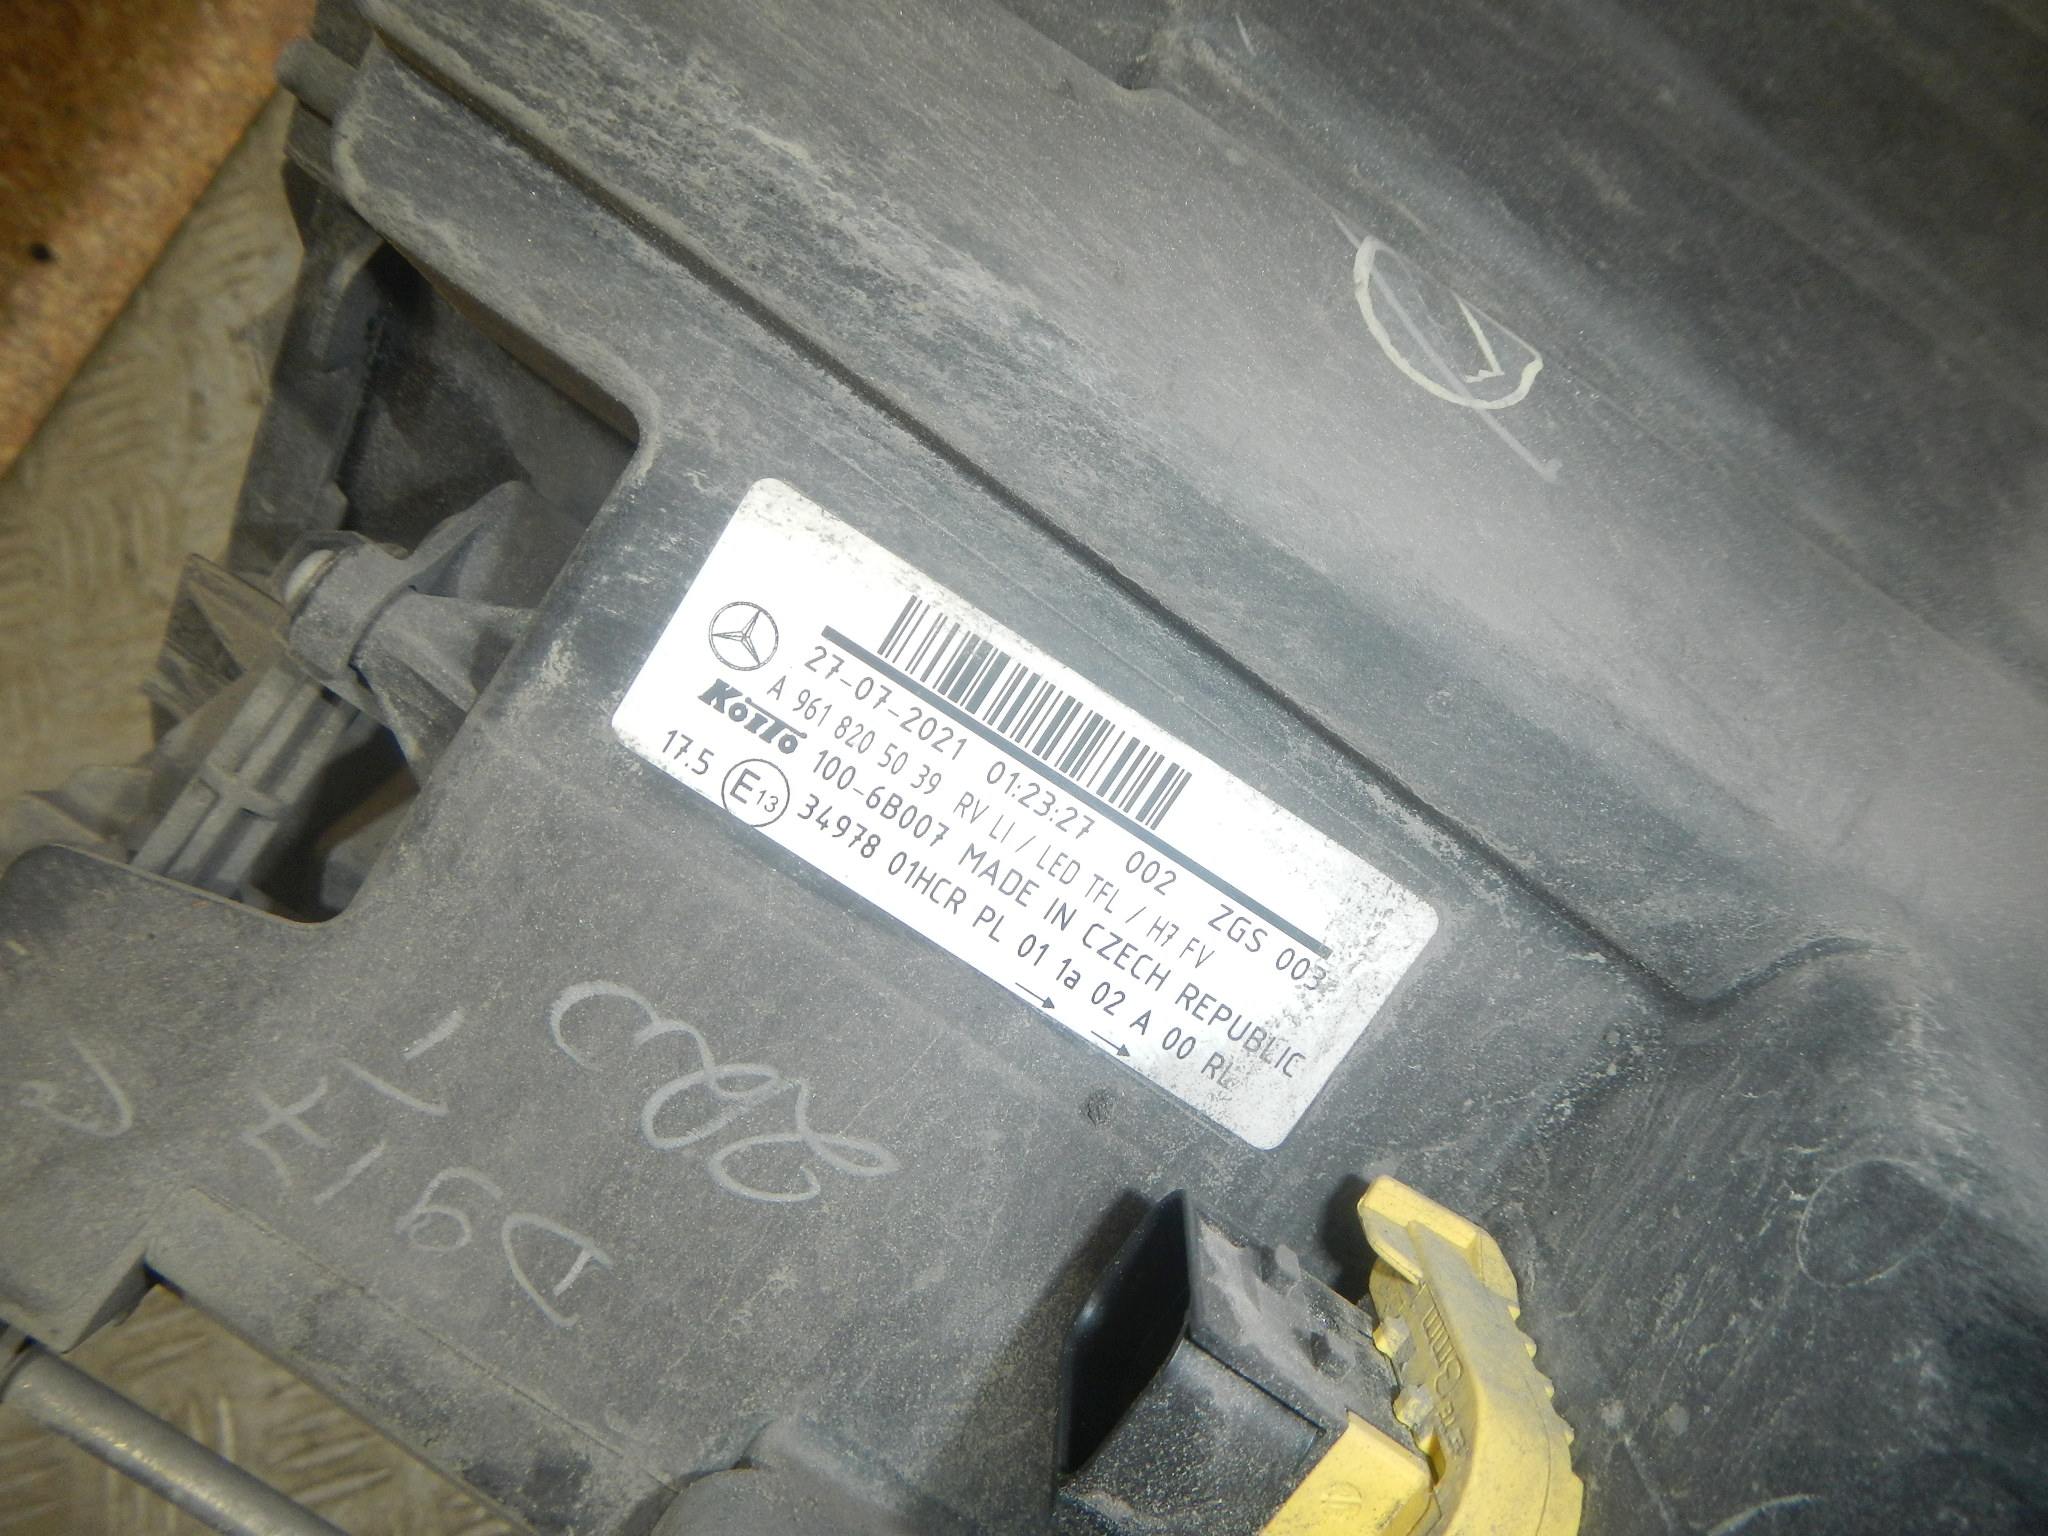 27-07-2021 01:23:27 002 ZGS 003
A 961 820 50 39 RV LI / LED TFL / H7 FV
KOITO 100-6B007 MADE IN CZECH REPUBLIC
17.5 E13 34978 01HCR PL 01 1a 02 A 00 RL